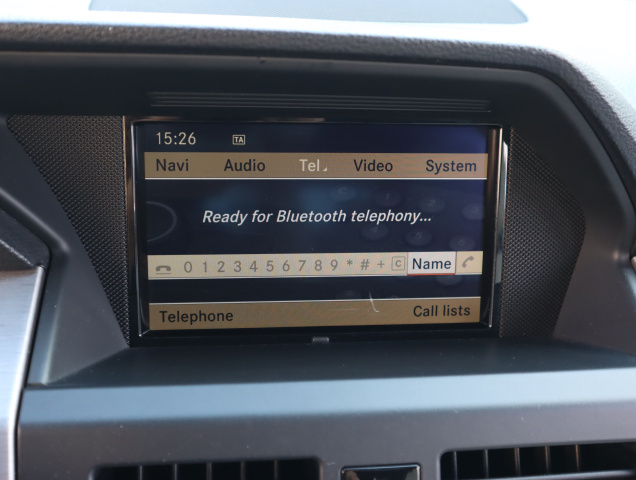 15:26 TA
Navi Audio Tel Video System
Ready for Bluetooth telephony...
0 1 2 3 4 5 6 7 8 9 * # + C Name
Telephone Call lists